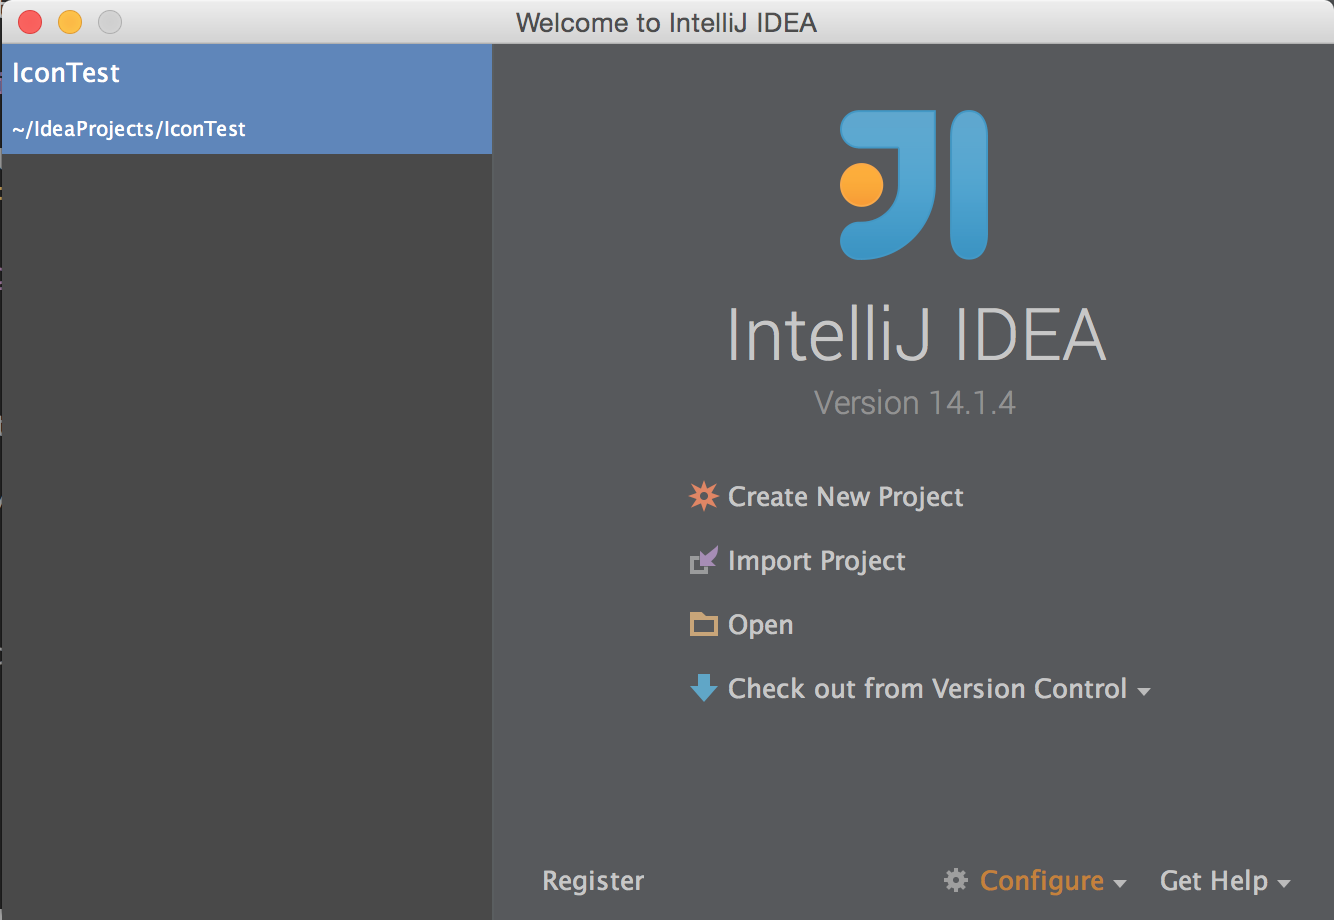 Welcome to IntelliJ IDEA
IconTest
~/IdeaProjects/IconTest
IntelliJ IDEA
Version 14.1.4
Create New Project
Import Project
Open
Check out from Version Control
Register
Configure
Get Help